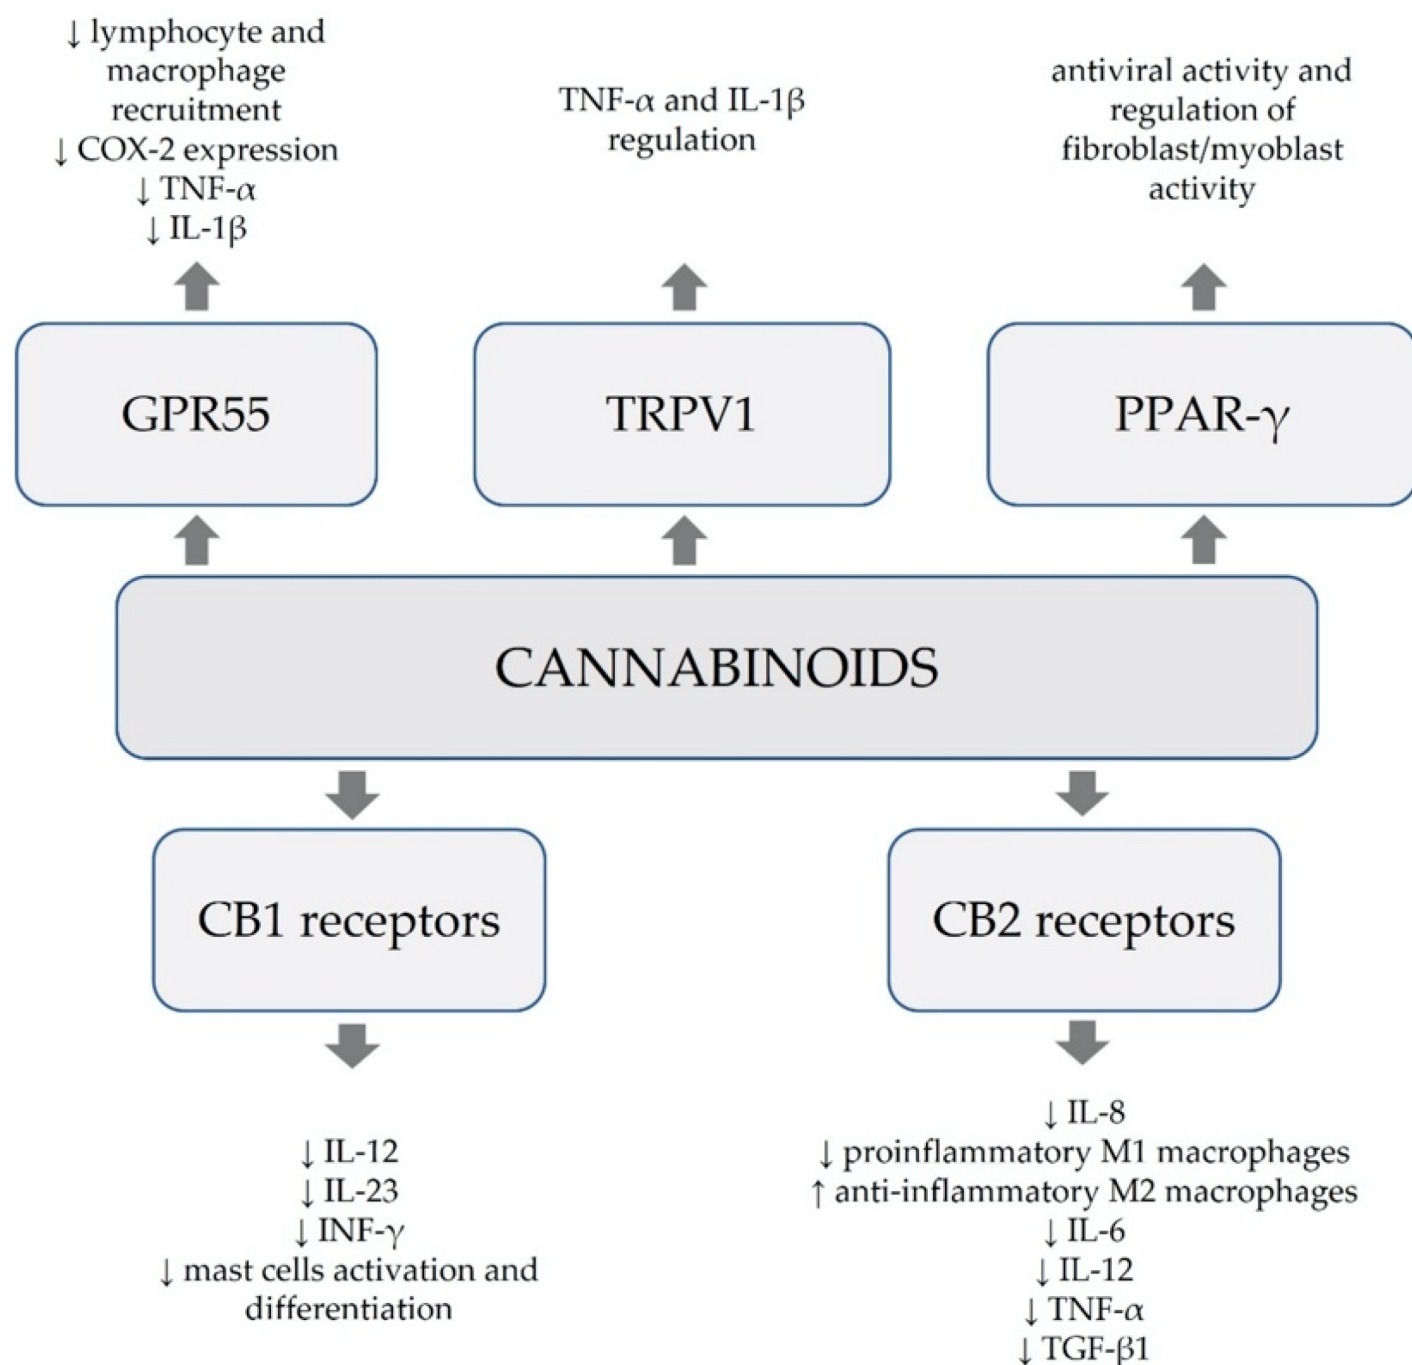 ↓ lymphocyte and
macrophage
recruitment
↓ COX-2 expression
↓ TNF-α
↓ IL-1β
TNF-α and IL-1β
regulation
antiviral activity and
regulation of
fibroblast/myoblast
activity
GPR55
TRPV1
PPAR-γ
CANNABINOIDS
CB1 receptors
CB2 receptors
↓ IL-12
↓ IL-23
↓ INF-γ
↓ mast cells activation and
differentiation
↓ IL-8
↓ proinflammatory M1 macrophages
↑ anti-inflammatory M2 macrophages
↓ IL-6
↓ IL-12
↓ TNF-α
↓ TGF-β1